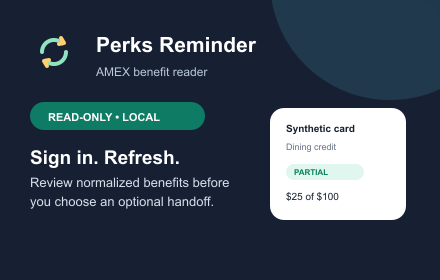 Perks Reminder
AMEX benefit reader
READ-ONLY • LOCAL
Sign in. Refresh.
Review normalized benefits before
you choose an optional handoff.
Synthetic card
Dining credit
PARTIAL
$25 of $100